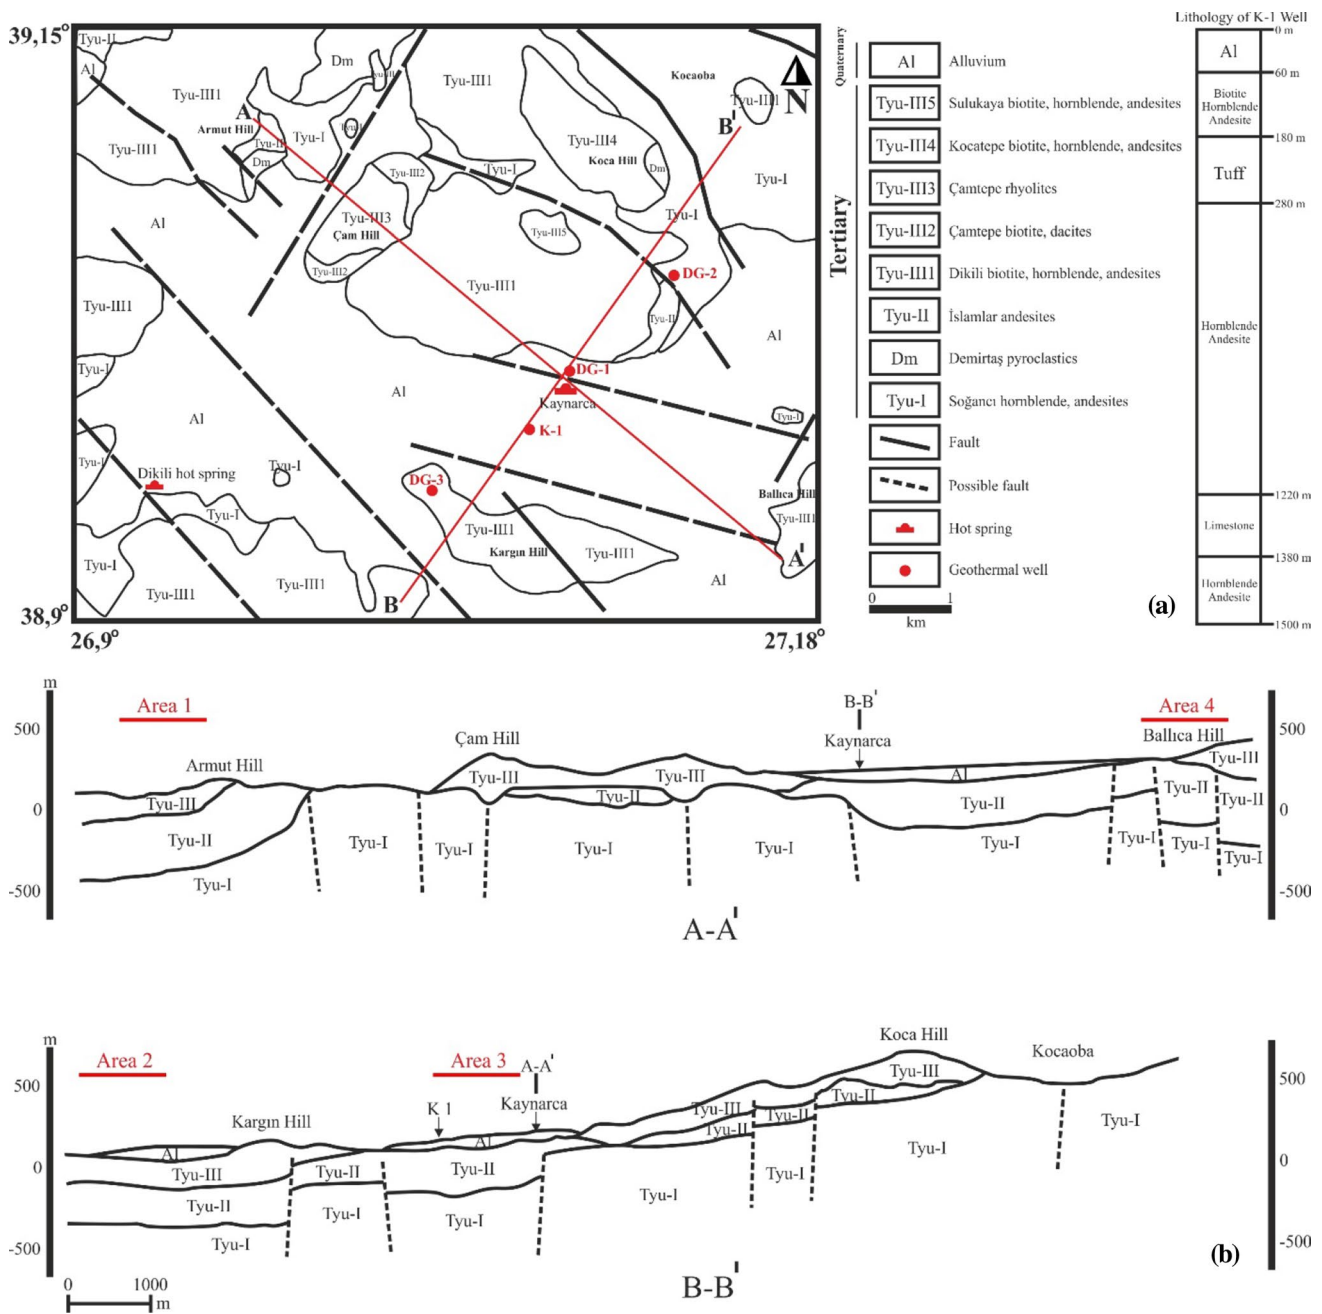 39,15°
38,9°
26,9°
27,18°
Tyu-II
Al
Tyu-III1
Dm
A
Armut Hill
Tyu-II
Tyu-I
Dm
Tyu-III1
Al
Tyu-III1
Tyu-III2
Tyu-III3
Çam Hill
Tyu-III2
Tyu-I
Tyu-III5
Tyu-III1
Kocaoba
Tyu-III1
B'
N
Tyu-III4
Koca Hill
Dm
Tyu-I
Tyu-I
DG-2
Tyu-II
Al
Tyu-III1
Tyu-I
Al
Al
DG-1
Kaynarca
K-1
Tyu-I
Tyu-I
Dikili hot spring
Tyu-I
DG-3
Ballıca Hill
Tyu-III1
Tyu-I
Tyu-III1
Kargın Hill
Tyu-III1
A'
Tyu-I
Tyu-III1
Tyu-III1
Al
B
Quaternary
Tertiary
Al Alluvium
Tyu-III5 Sulukaya biotite, hornblende, andesites
Tyu-III4 Kocatepe biotite, hornblende, andesites
Tyu-III3 Çamtepe rhyolites
Tyu-III2 Çamtepe biotite, dacites
Tyu-III1 Dikili biotite, hornblende, andesites
Tyu-II İslamlar andesites
Dm Demirtaş pyroclastics
Tyu-I Soğancı hornblende, andesites
Fault
Possible fault
Hot spring
Geothermal well
0 1
km
(a)
Lithology of K-1 Well
0 m
Al
60 m
Biotite
Hornblende
Andesite
180 m
Tuff
280 m
Hornblende
Andesite
1220 m
Limestone
1380 m
Hornblende
Andesite
1500 m
m
500
0
-500
Area 1
Armut Hill
Çam Hill
B-B'
Kaynarca
Area 4
Ballıca Hill
500
0
-500
Tyu-III
Tyu-III
Tyu-III
Al
Tyu-III
Tyu-II
Tyu-II
Tyu-II
Tyu-II
Tyu-II
Tyu-I
Tyu-I
Tyu-I
Tyu-I
Tyu-I
Tyu-I
Tyu-I
Tyu-I
Tyu-I
A-A'
m
500
0
-500
Area 2
Area 3
A-A'
K 1
Kaynarca
Kargın Hill
Koca Hill
Kocaoba
500
0
-500
Al
Al
Tyu-III
Tyu-III
Tyu-III
Tyu-II
Tyu-II
Tyu-II
Tyu-II
Tyu-II
Tyu-II
Tyu-I
Tyu-I
Tyu-I
Tyu-I
Tyu-I
Tyu-I
Tyu-I
(b)
0 1000
m
B-B'